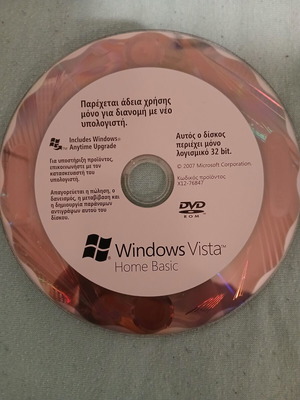 Παρέχεται άδεια χρήσης
μόνο για διανομή με νέο
υπολογιστή.
Includes Windows®
Anytime Upgrade
Για υποστήριξη προϊόντος,
επικοινωνήστε με τον
κατασκευαστή του
υπολογιστή.
Απαγορεύεται η πώληση, ο
δανεισμός, η μεταβίβαση και
η δημιουργία παράνομων
αντιγράφων αυτού του
δίσκου.
Αυτός ο δίσκος
περιέχει μόνο
λογισμικό 32 bit.
© 2007 Microsoft Corporation.
Κωδικός προϊόντος
X12-76847
DVD
ROM
Windows Vista™
Home Basic